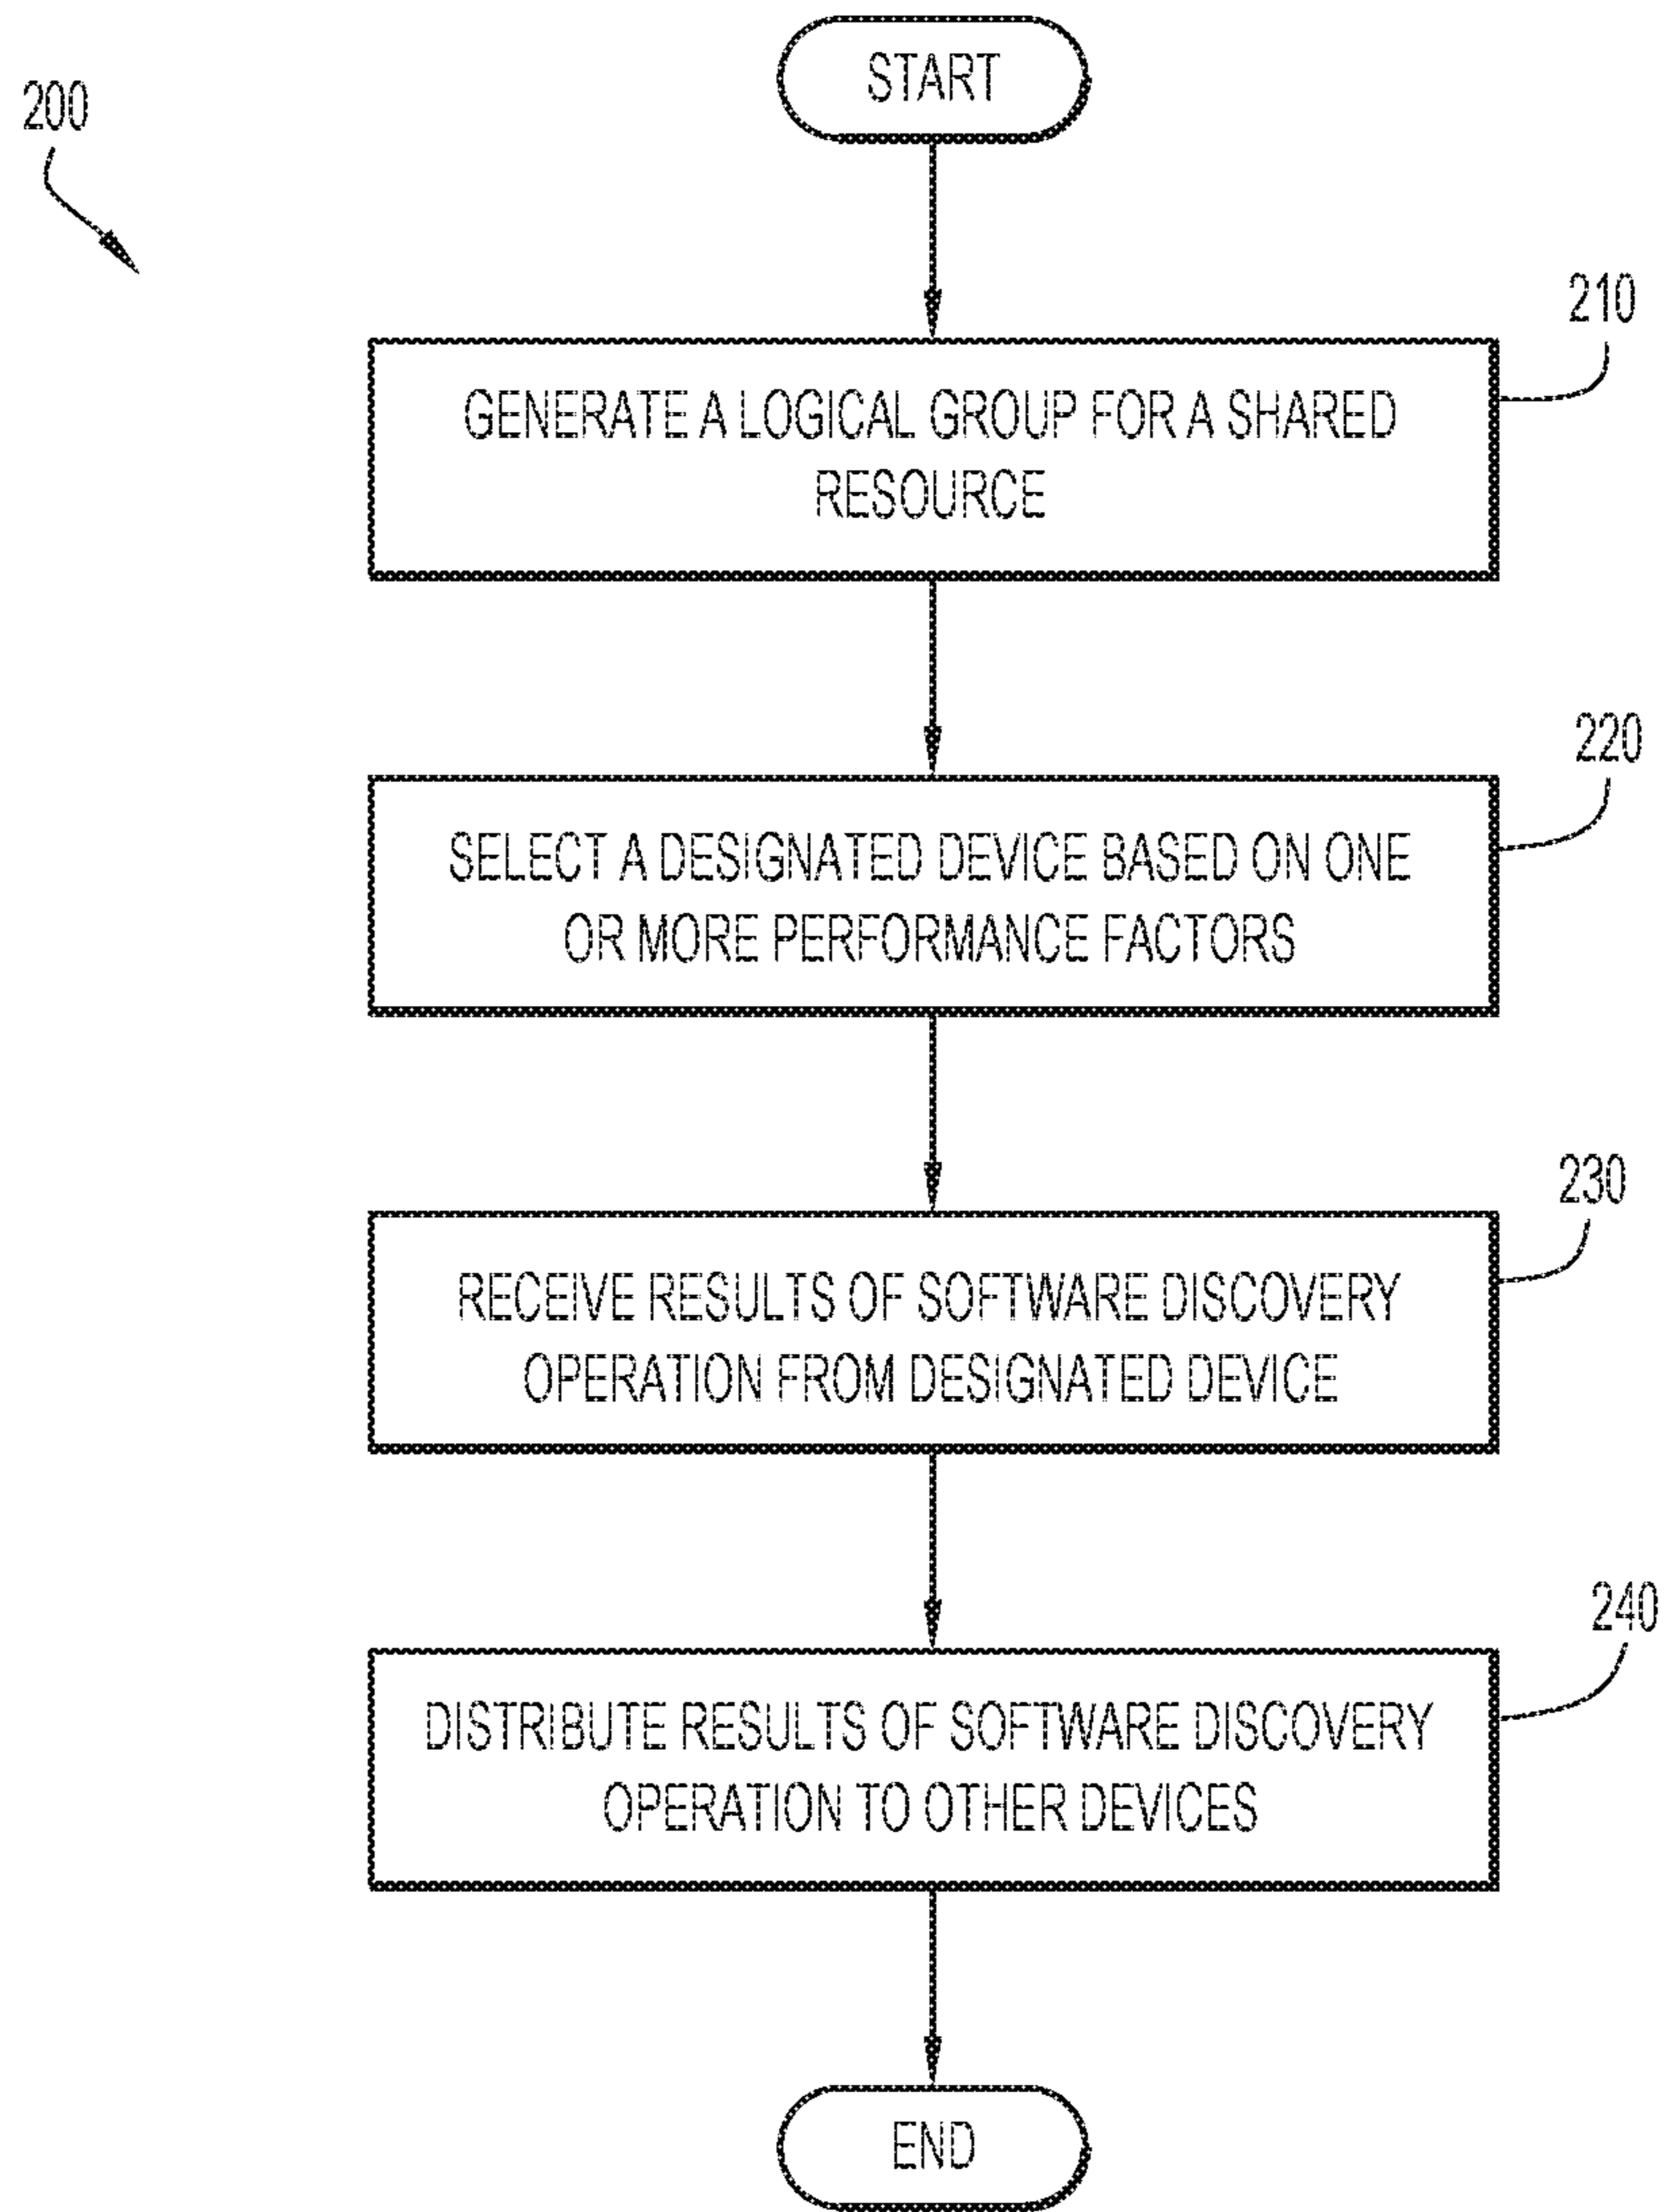 START
200
210
GENERATE A LOGICAL GROUP FOR A SHARED
RESOURCE
220
SELECT A DESIGNATED DEVICE BASED ON ONE
OR MORE PERFORMANCE FACTORS
230
RECEIVE RESULTS OF SOFTWARE DISCOVERY
OPERATION FROM DESIGNATED DEVICE
240
DISTRIBUTE RESULTS OF SOFTWARE DISCOVERY
OPERATION TO OTHER DEVICES
END